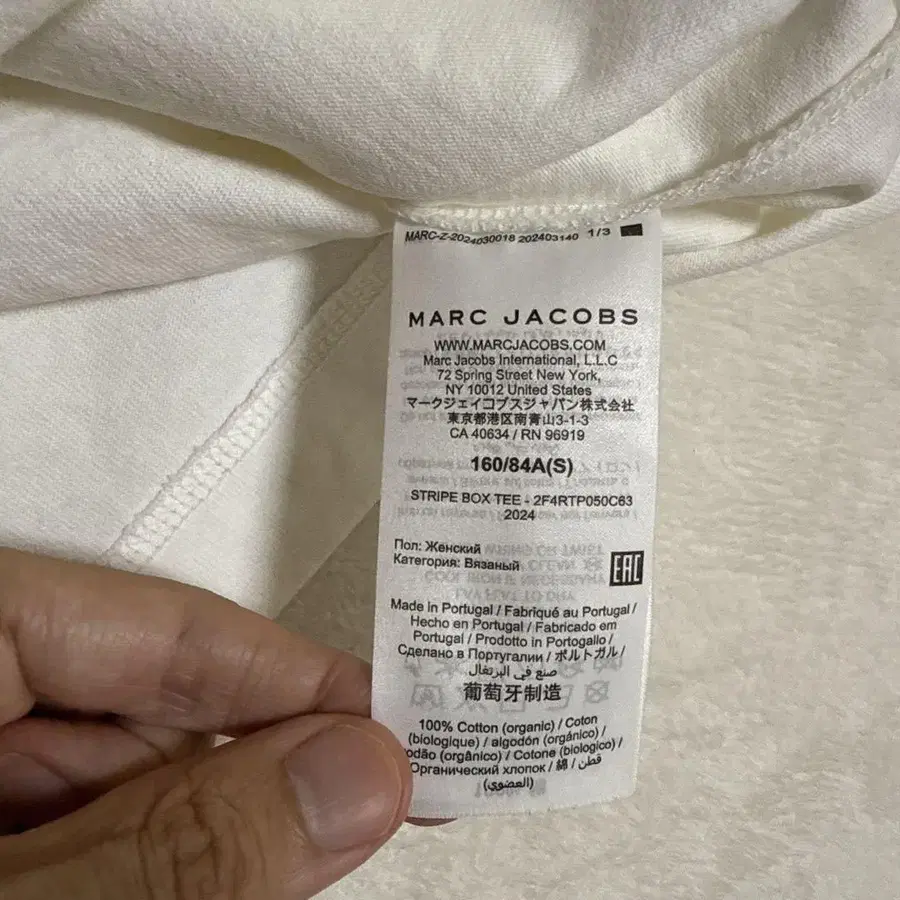 MARC-Z-2024030018 202403140 1/3
MARC JACOBS
WWW.MARCJACOBS.COM
Marc Jacobs International, L.L.C
72 Spring Street New York,
NY 10012 United States
マークジェイコブスジャパン株式会社
東京都港区南青山3-1-3
CA 40634 / RN 96919
160/84A(S)
STRIPE BOX TEE - 2F4RTP050C63
2024
Пол: Женский
Категория: Вязаный
EAC
Made in Portugal / Fabriqué au Portugal /
Hecho en Portugal / Fabricado em
Portugal / Prodotto in Portogallo /
Сделано в Португалии / ポルトガル /
صنع في البرتغال
葡萄牙制造
100% Cotton (organic) / Coton
(biologique) / algodón (orgánico) /
odão (orgânico) / Cotone (biologico) /
Органический хлопок / 綿 / قطن
(العضوي)